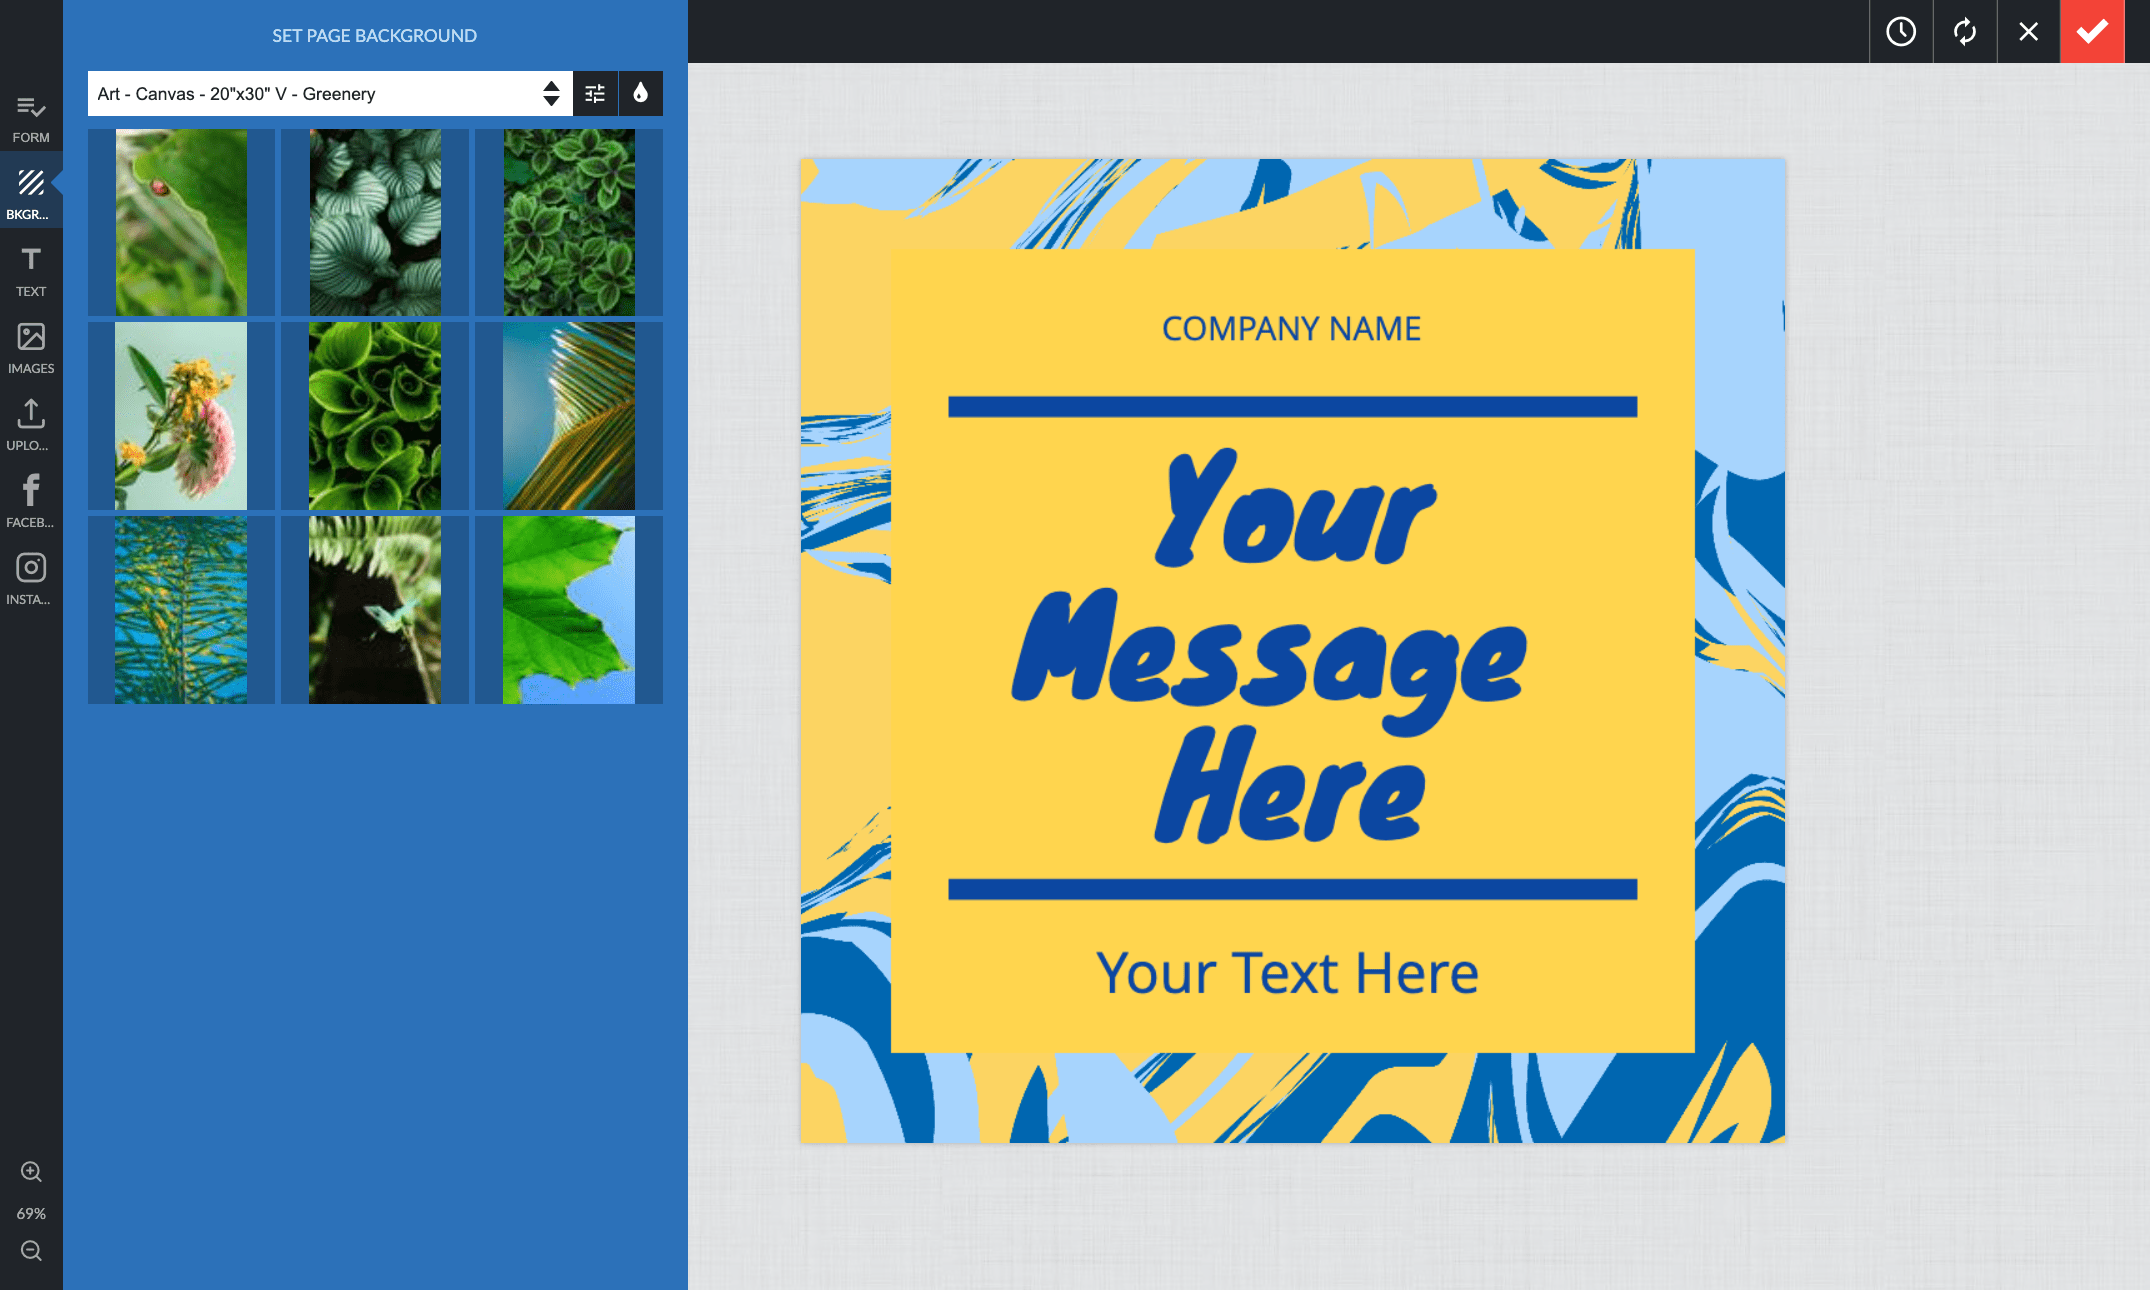 SET PAGE BACKGROUND
Art - Canvas - 20"x30" V - Greenery
FORM
BKGR...
TEXT
IMAGES
UPLO...
FACEB...
INSTA...
69%
COMPANY NAME
Your
Message
Here
Your Text Here